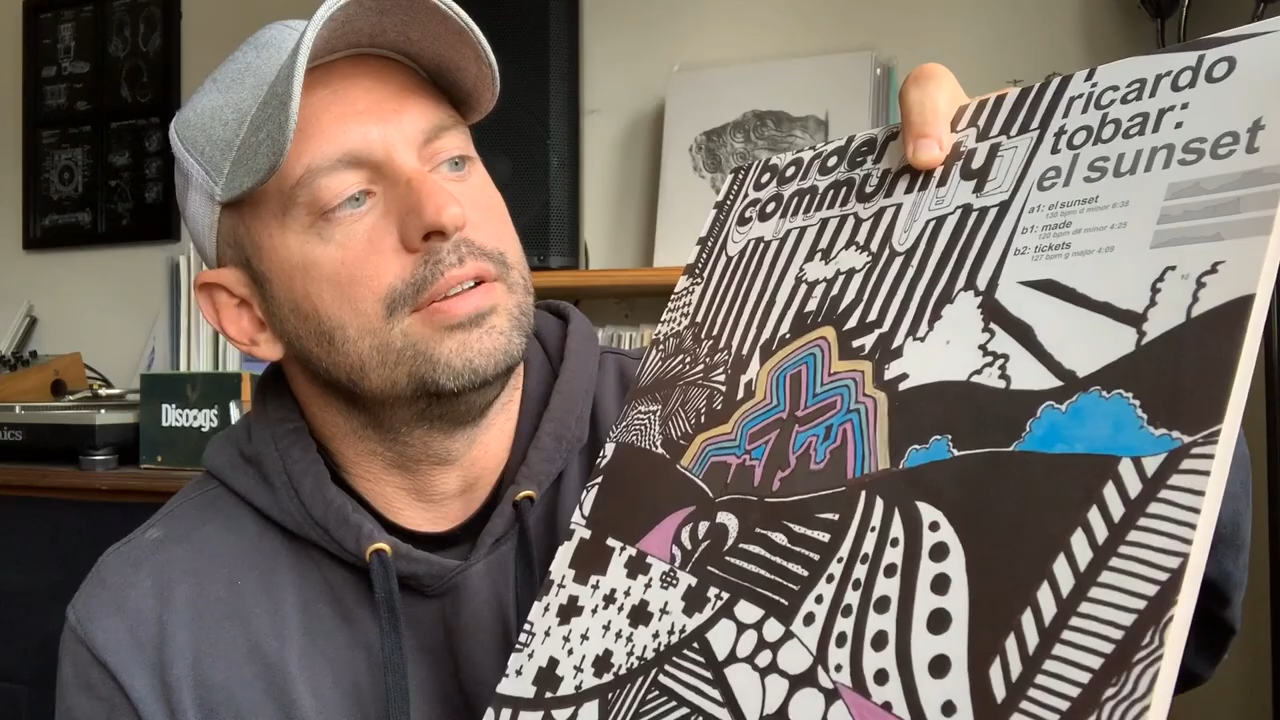 border
community
ricardo
tobar:
el sunset
a1: el sunset
130 bpm d minor 6:38
b1: made
120 bpm d# minor 4:25
b2: tickets
127 bpm g major 4:09
Discogs